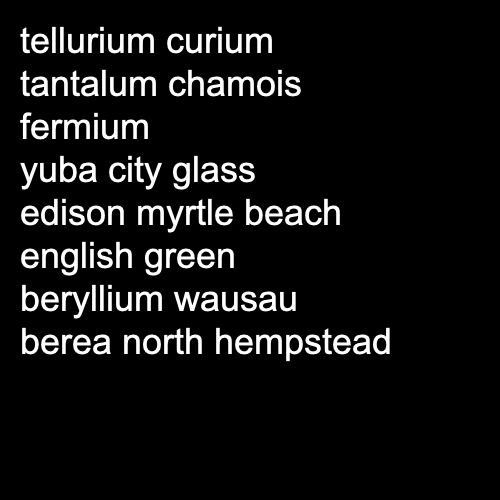 tellurium curium
tantalum chamois
fermium
yuba city glass
edison myrtle beach
english green
beryllium wausau
berea north hempstead